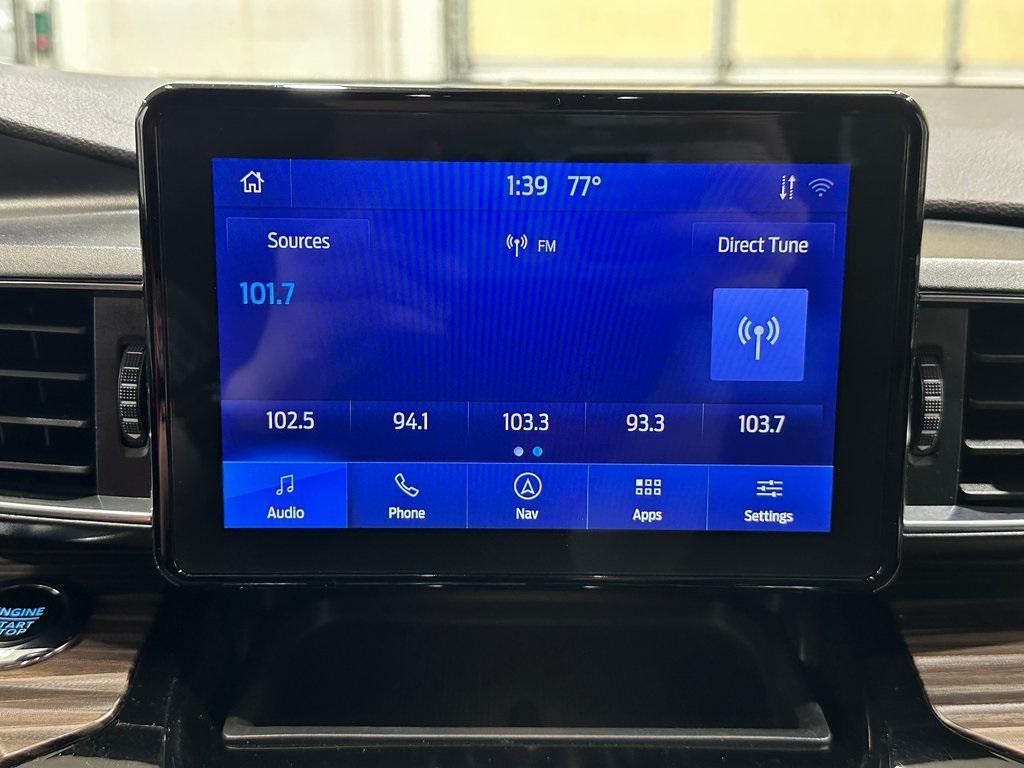 1:39 77°
Sources
FM
Direct Tune
101.7
102.5 94.1 103.3 93.3 103.7
Audio Phone Nav Apps Settings
ENGINE
START
STOP